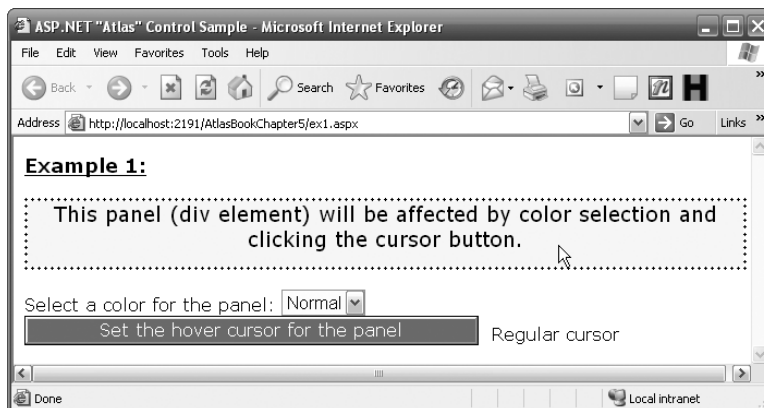 ASP.NET "Atlas" Control Sample - Microsoft Internet Explorer
File Edit View Favorites Tools Help
Back Search Favorites
Address http://localhost:2191/AtlasBookChapter5/ex1.aspx Go Links
Example 1:
This panel (div element) will be affected by color selection and
clicking the cursor button.
Select a color for the panel: Normal
Set the hover cursor for the panel Regular cursor
Done Local intranet